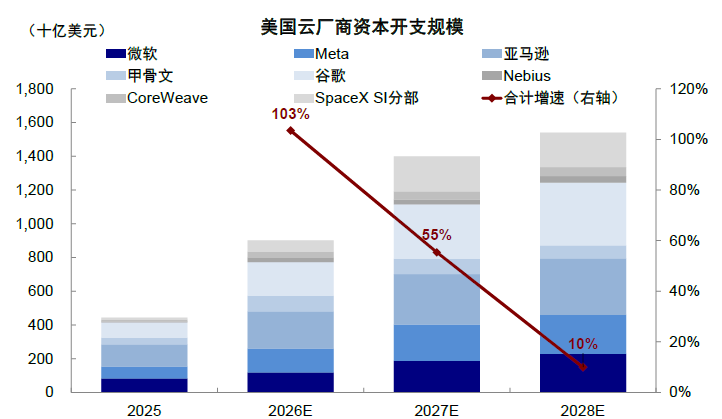 （十亿美元）
美国云厂商资本开支规模
微软 Meta 亚马逊
甲骨文 谷歌 Nebius
CoreWeave SpaceX SI分部 合计增速（右轴）
1,800 120%
1,600
103%
100%
1,400
1,200 80%
1,000
55%
60%
800
600 40%
400
10%
20%
200
0 0%
2025 2026E 2027E 2028E